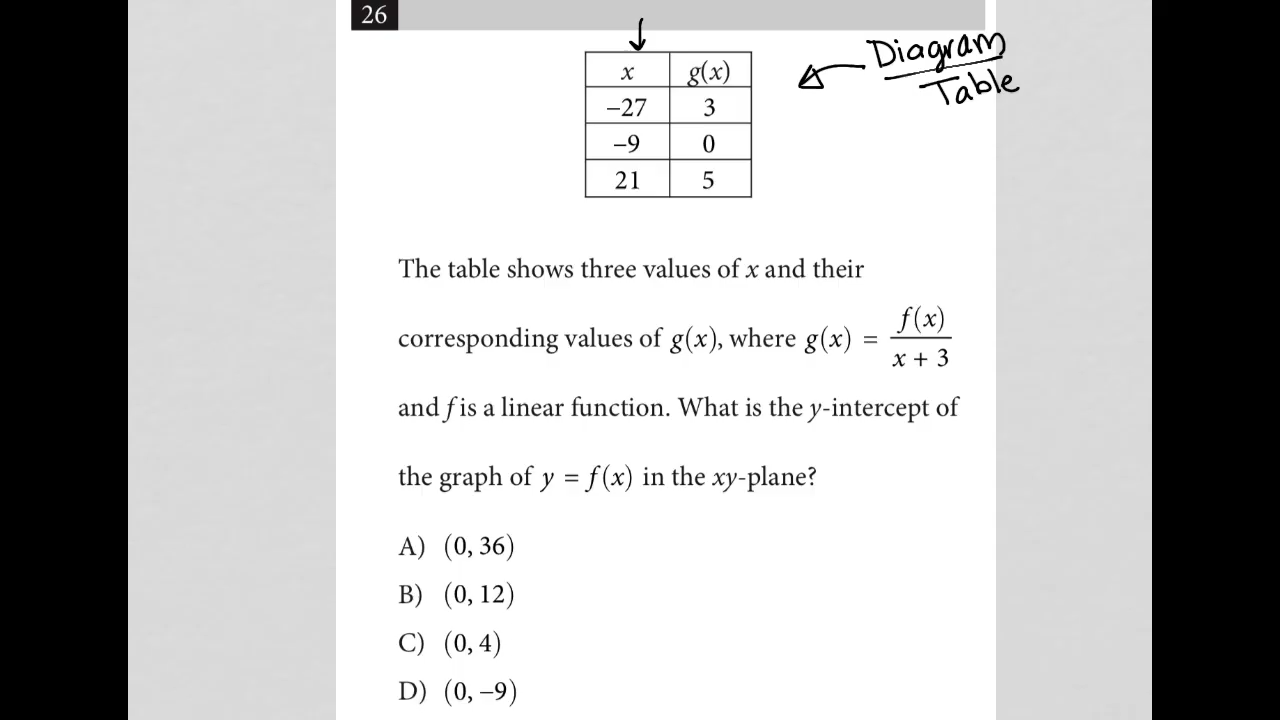 26
Diagram
Table
x g(x)
−27 3
−9 0
21 5
The table shows three values of x and their
corresponding values of g(x), where g(x) = f(x)/(x + 3)
and f is a linear function. What is the y-intercept of
the graph of y = f(x) in the xy-plane?
A) (0, 36)
B) (0, 12)
C) (0, 4)
D) (0, −9)